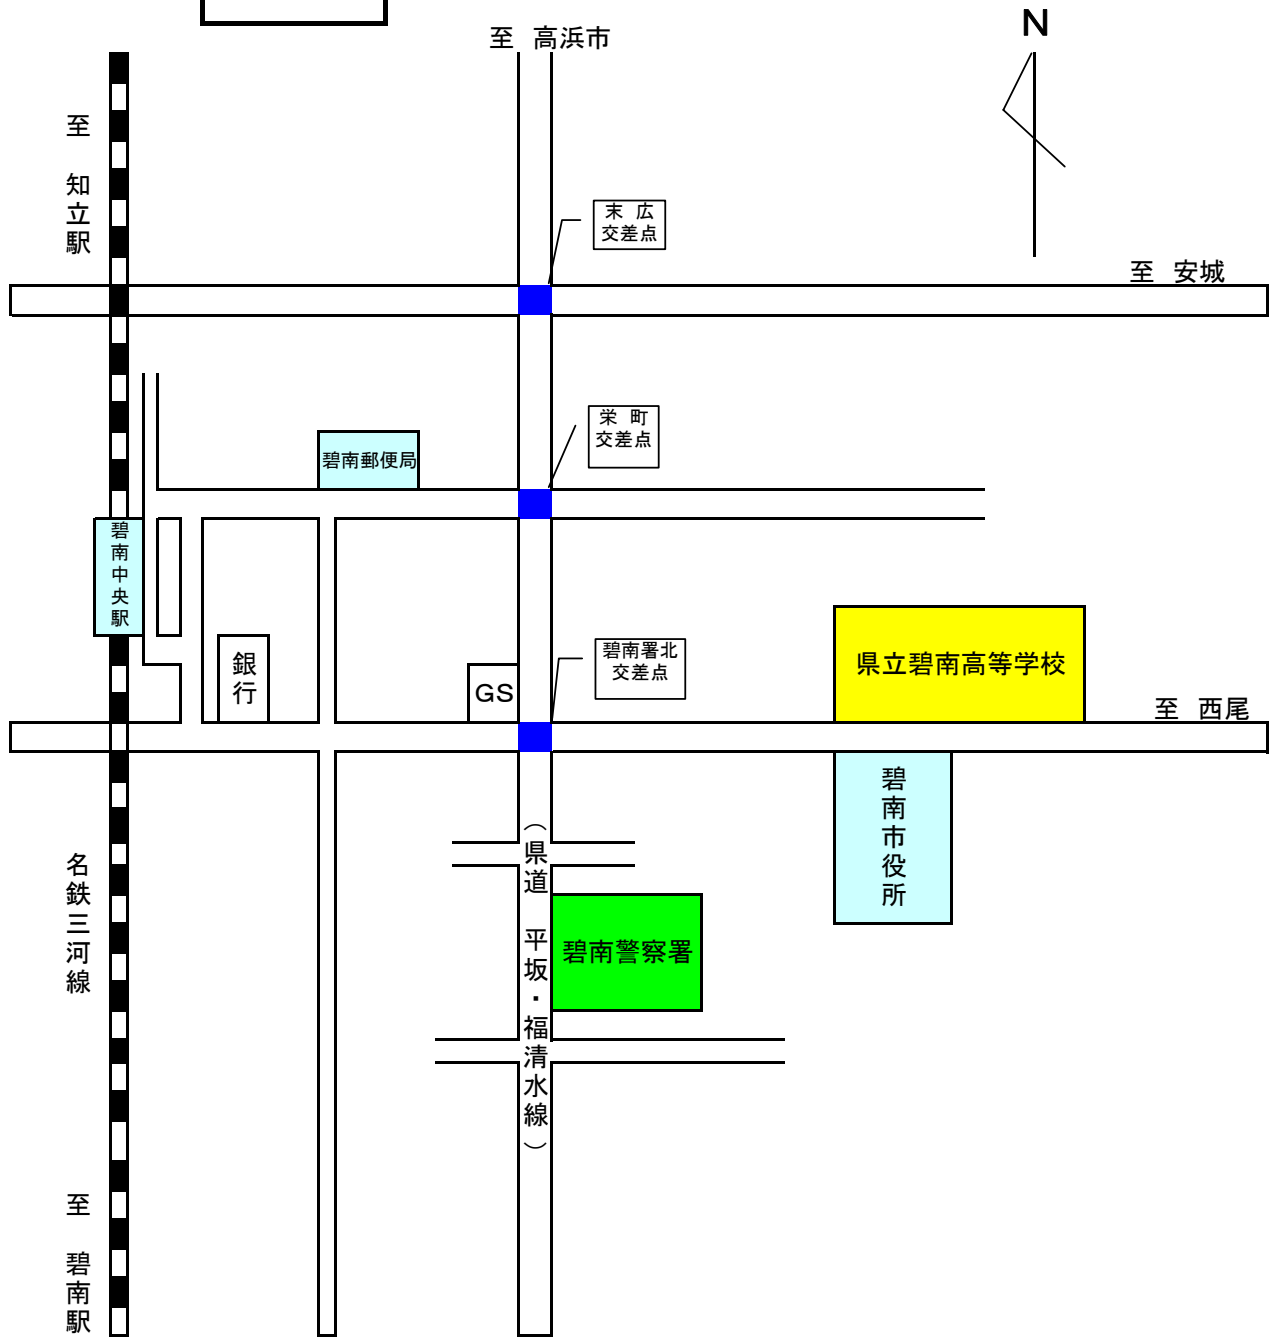 至　高浜市
N
至　知立駅
末 広
交差点
至　安城
栄 町
交差点
碧南郵便局
碧南中央駅
銀行
GS
碧南署北
交差点
県立碧南高等学校
至　西尾
碧南市役所
名鉄三河線
（県道　平坂・福清水線）
碧南警察署
至　碧南駅